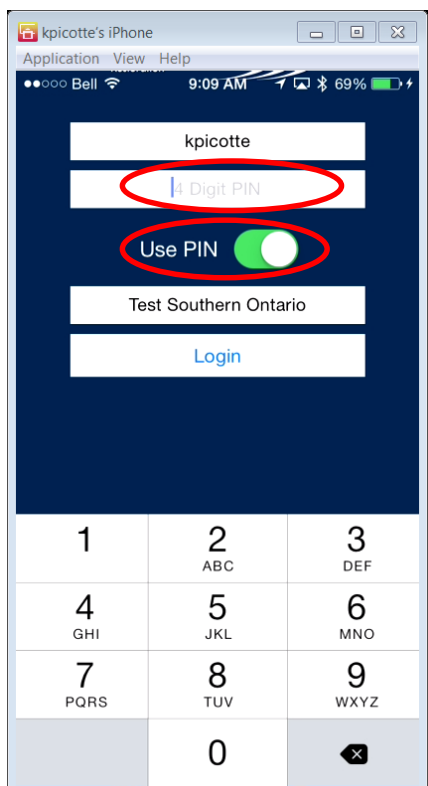 kpicotte's iPhone
Application View Help
Bell 9:09 AM 69%
kpicotte
4 Digit PIN
Use PIN
Test Southern Ontario
Login
1 2 3
ABC DEF
4 5 6
GHI JKL MNO
7 8 9
PQRS TUV WXYZ
0